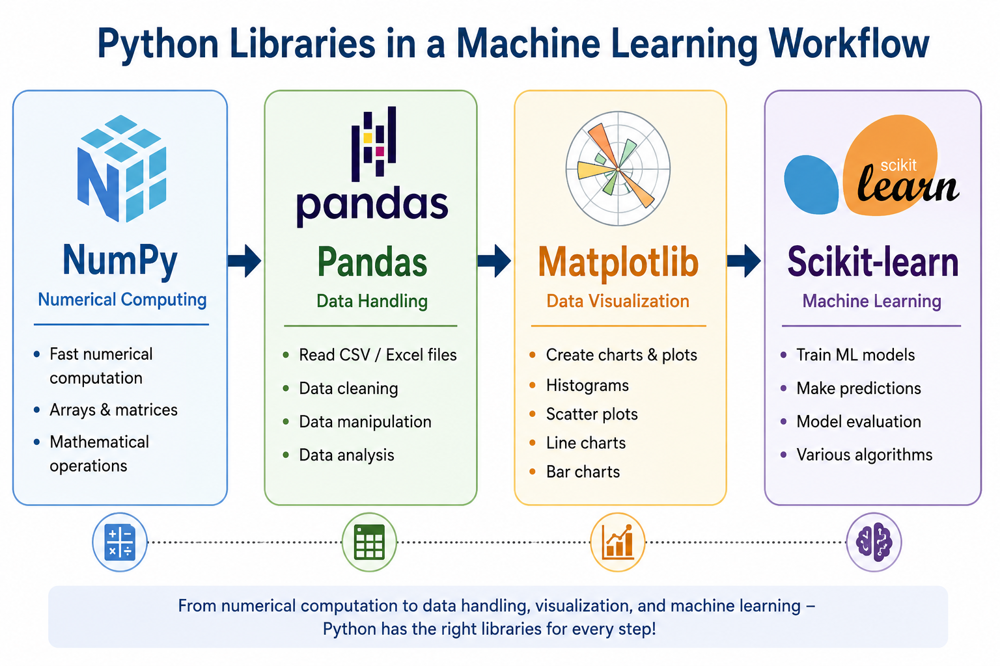 Python Libraries in a Machine Learning Workflow
N
NumPy
Numerical Computing
• Fast numerical
computation
• Arrays & matrices
• Mathematical
operations
pandas
Pandas
Data Handling
• Read CSV / Excel files
• Data cleaning
• Data manipulation
• Data analysis
Matplotlib
Data Visualization
• Create charts & plots
• Histograms
• Scatter plots
• Line charts
• Bar charts
scikit
learn
Scikit-learn
Machine Learning
• Train ML models
• Make predictions
• Model evaluation
• Various algorithms
+ −
× ÷
From numerical computation to data handling, visualization, and machine learning –
Python has the right libraries for every step!